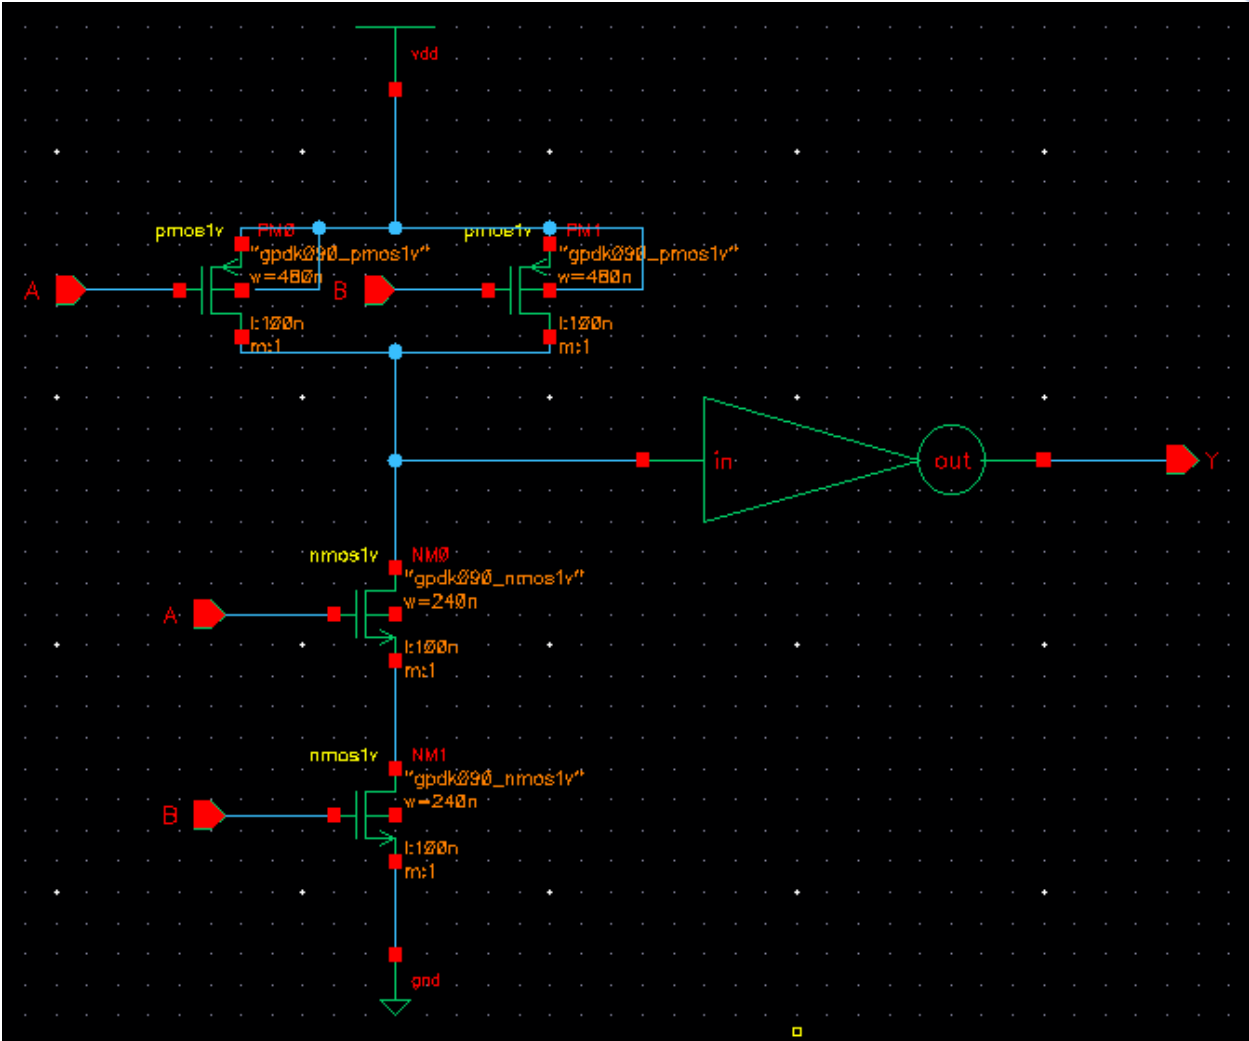 vdd
pmos1v PM0
"gpdk090_pmos1v"
w=480n
l:100n
m:1
A
pmos1v PM1
"gpdk090_pmos1v"
w=480n
l:100n
m:1
B
in
out
Y
nmos1v NM0
"gpdk090_nmos1v"
w=240n
l:100n
m:1
A
nmos1v NM1
"gpdk090_nmos1v"
w=240n
l:100n
m:1
B
gnd